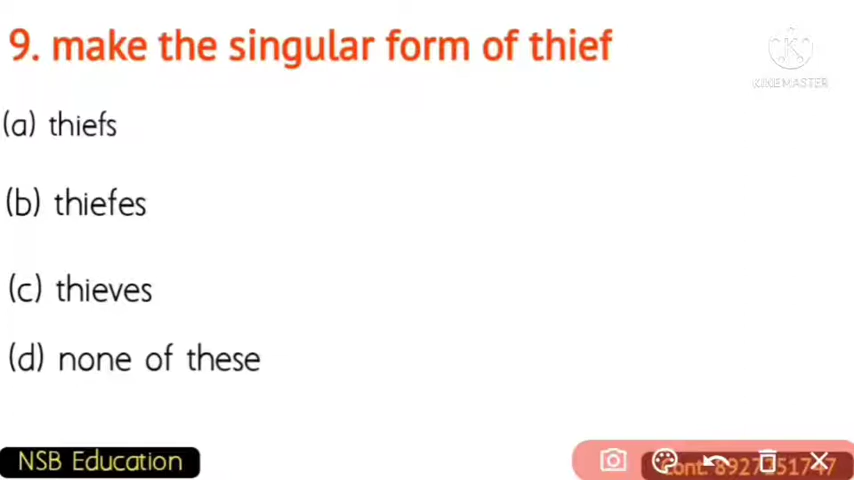 9. make the singular form of thief
KINEMASTER
(a) thiefs
(b) thiefes
(c) thieves
(d) none of these
NSB Education